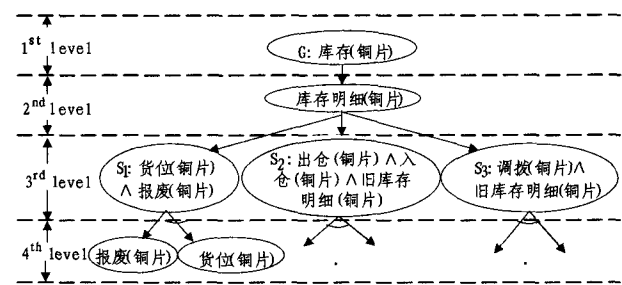 1st level
G: 库存(铜片)
2nd level
库存明细(铜片)
3rd level
S1: 货位(铜片)
∧ 报废(铜片)
S2: 出仓(铜片)∧入
仓(铜片)∧旧库存
明细(铜片)
S3: 调拨(铜片)∧
旧库存明细(铜片)
4th level
报废(铜片)
货位(铜片)